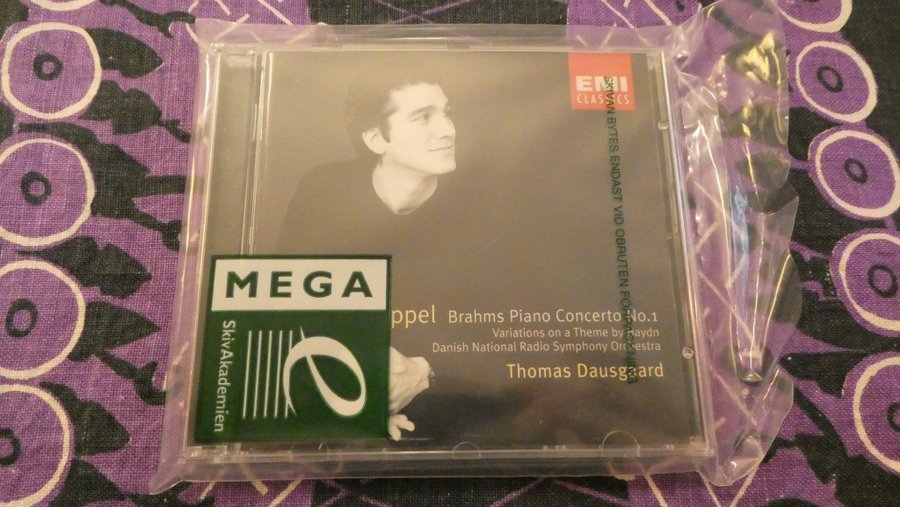 EMI
CLASSICS
SKIVAN BYTES ENDAST VID OBRUTEN FÖRPACKNING
MEGA
SkivAkademien
e
ppel Brahms Piano Concerto No.1
Variations on a Theme by Haydn
Danish National Radio Symphony Orchestra
Thomas Dausgaard